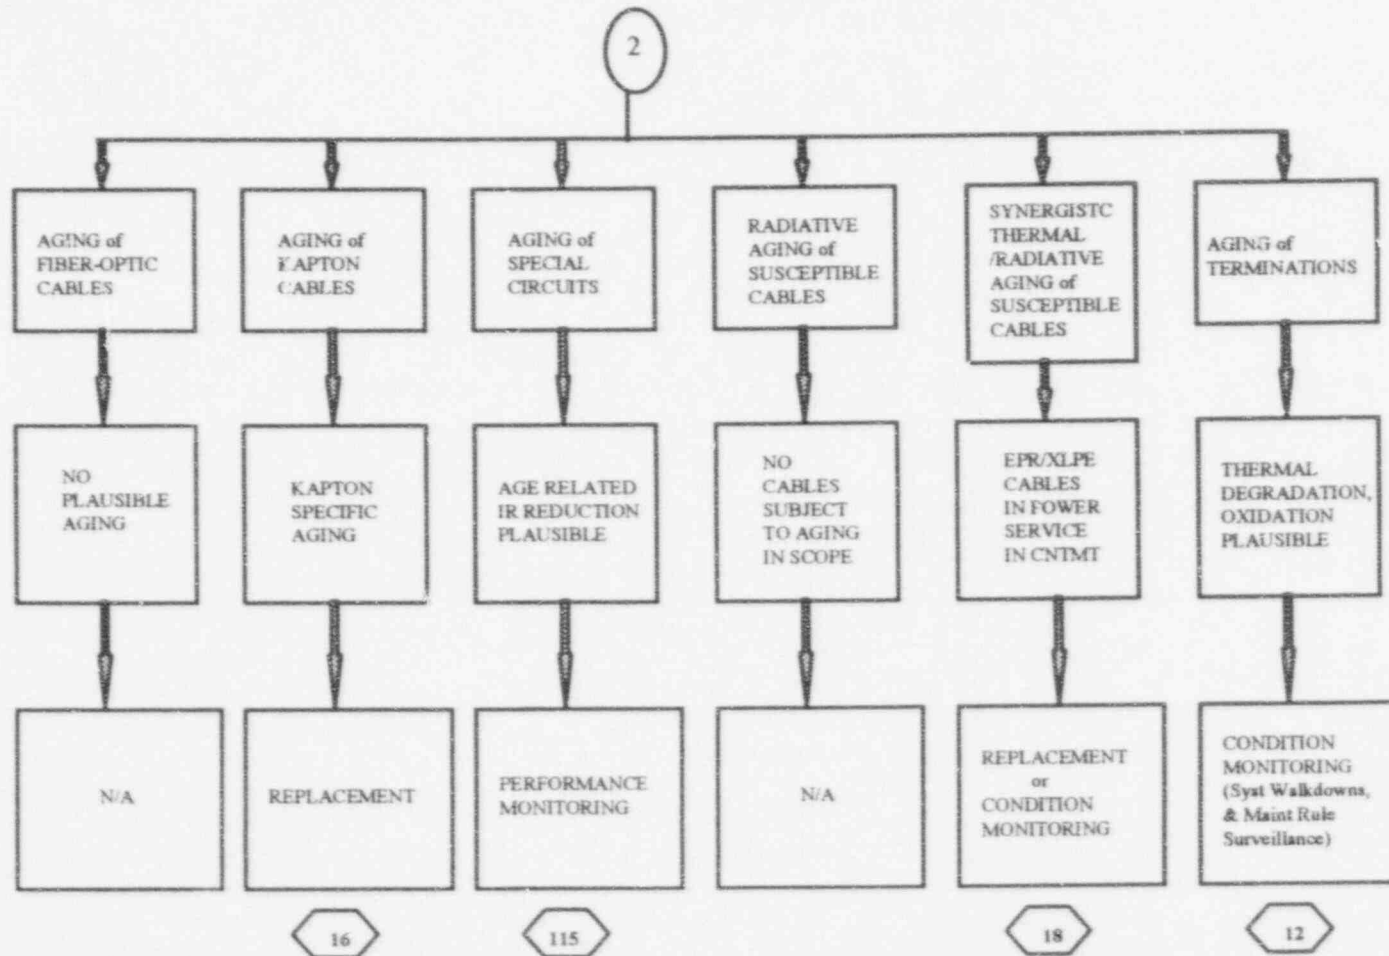 2
AGING of
FIBER-OPTIC
CABLES
AGING of
KAPTON
CABLES
AGING of
SPECIAL
CIRCUITS
RADIATIVE
AGING of
SUSCEPTIBLE
CABLES
SYNERGISTC
THERMAL
/RADIATIVE
AGING of
SUSCEPTIBLE
CABLES
AGING of
TERMINATIONS
NO
PLAUSIBLE
AGING
KAPTON
SPECIFIC
AGING
AGE RELATED
IR REDUCTION
PLAUSIBLE
NO
CABLES
SUBJECT
TO AGING
IN SCOPE
EPR/XLPE
CABLES
IN FOWER
SERVICE
IN CNTMT
THERMAL
DEGRADATION,
OXIDATION
PLAUSIBLE
N/A
REPLACEMENT
PERFORMANCE
MONITORING
N/A
REPLACEMENT
or
CONDITION
MONITORING
CONDITION
MONITORING
(Syst Walkdowns,
& Maint Rule
Surveillance)
16
115
18
12